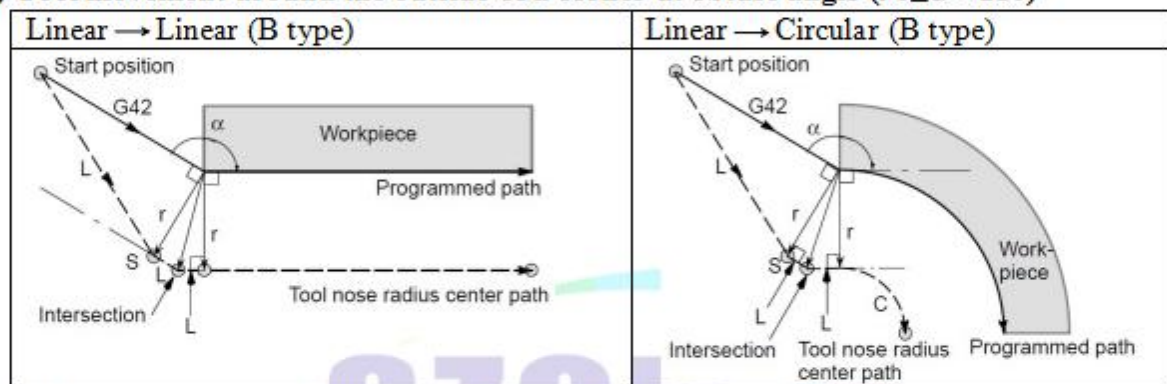 Linear → Linear (B type)
Start position
G42
α
Workpiece
L
Programmed path
r
r
S
L
Tool nose radius center path
Intersection
L
Linear → Circular (B type)
Start position
G42
α
L
r
r
Work-
piece
S
L
L
C
Intersection
Tool nose radius
center path
Programmed path